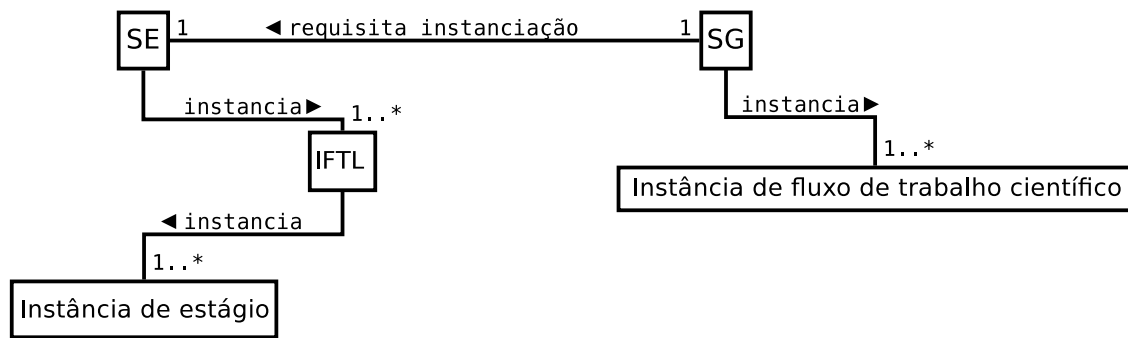 SE
1
◄ requisita instanciação
1
SG
instancia►
1..*
instancia►
1..*
IFTL
Instância de fluxo de trabalho científico
◄ instancia
1..*
Instância de estágio